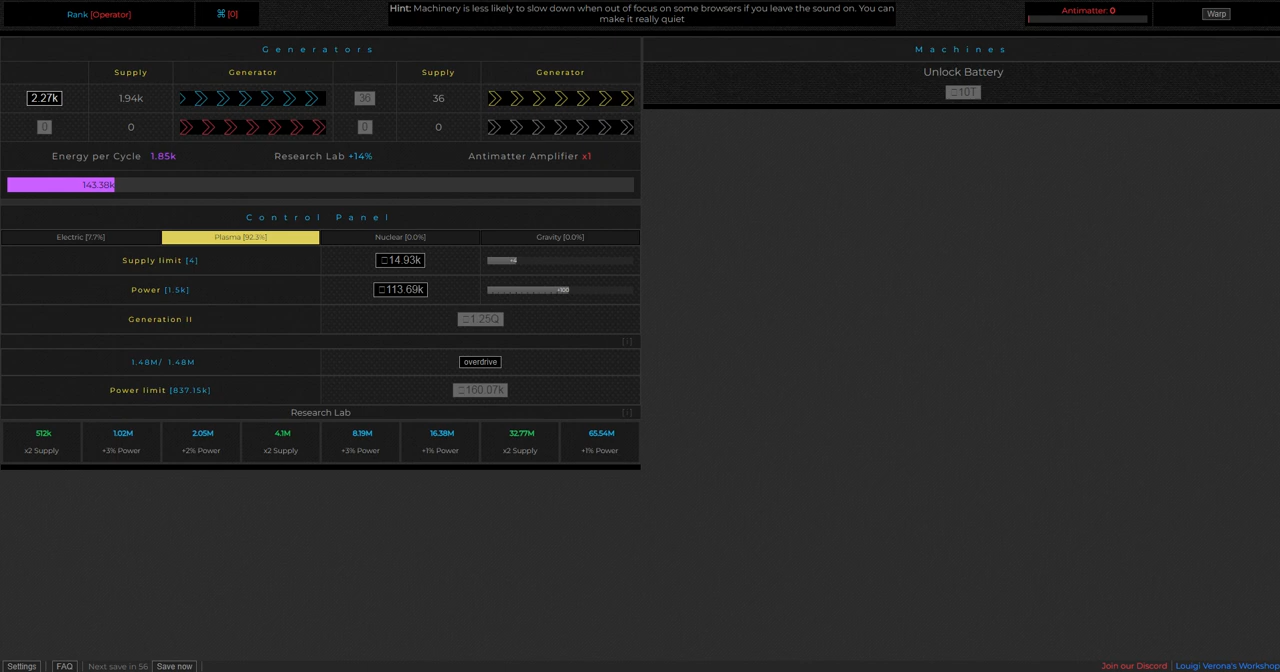 Rank [Operator]
⌘ [0]
Hint: Machinery is less likely to slow down when out of focus on some browsers if you leave the sound on. You can
make it really quiet
Antimatter: 0
Warp
Generators
Supply Generator Supply Generator
2.27k 1.94k 36 36
0 0 0 0
Energy per Cycle 1.85k Research Lab +14% Antimatter Amplifier x1
143.38k
Control Panel
Electric [7.7%] Plasma [92.3%] Nuclear [0.0%] Gravity [0.0%]
Supply limit [4] 14.93k +4
Power [1.5k] 113.69k +100
Generation II 1.25Q
[i]
1.48M/ 1.48M overdrive
Power limit [837.15k] 160.07k
Research Lab [i]
512k 1.02M 2.05M 4.1M 8.19M 16.38M 32.77M 65.54M
x2 Supply +3% Power +2% Power x2 Supply +3% Power +1% Power x2 Supply +1% Power
Machines
Unlock Battery
10T
Settings FAQ Next save in 56 Save now
Join our Discord Louigi Verona's Workshop